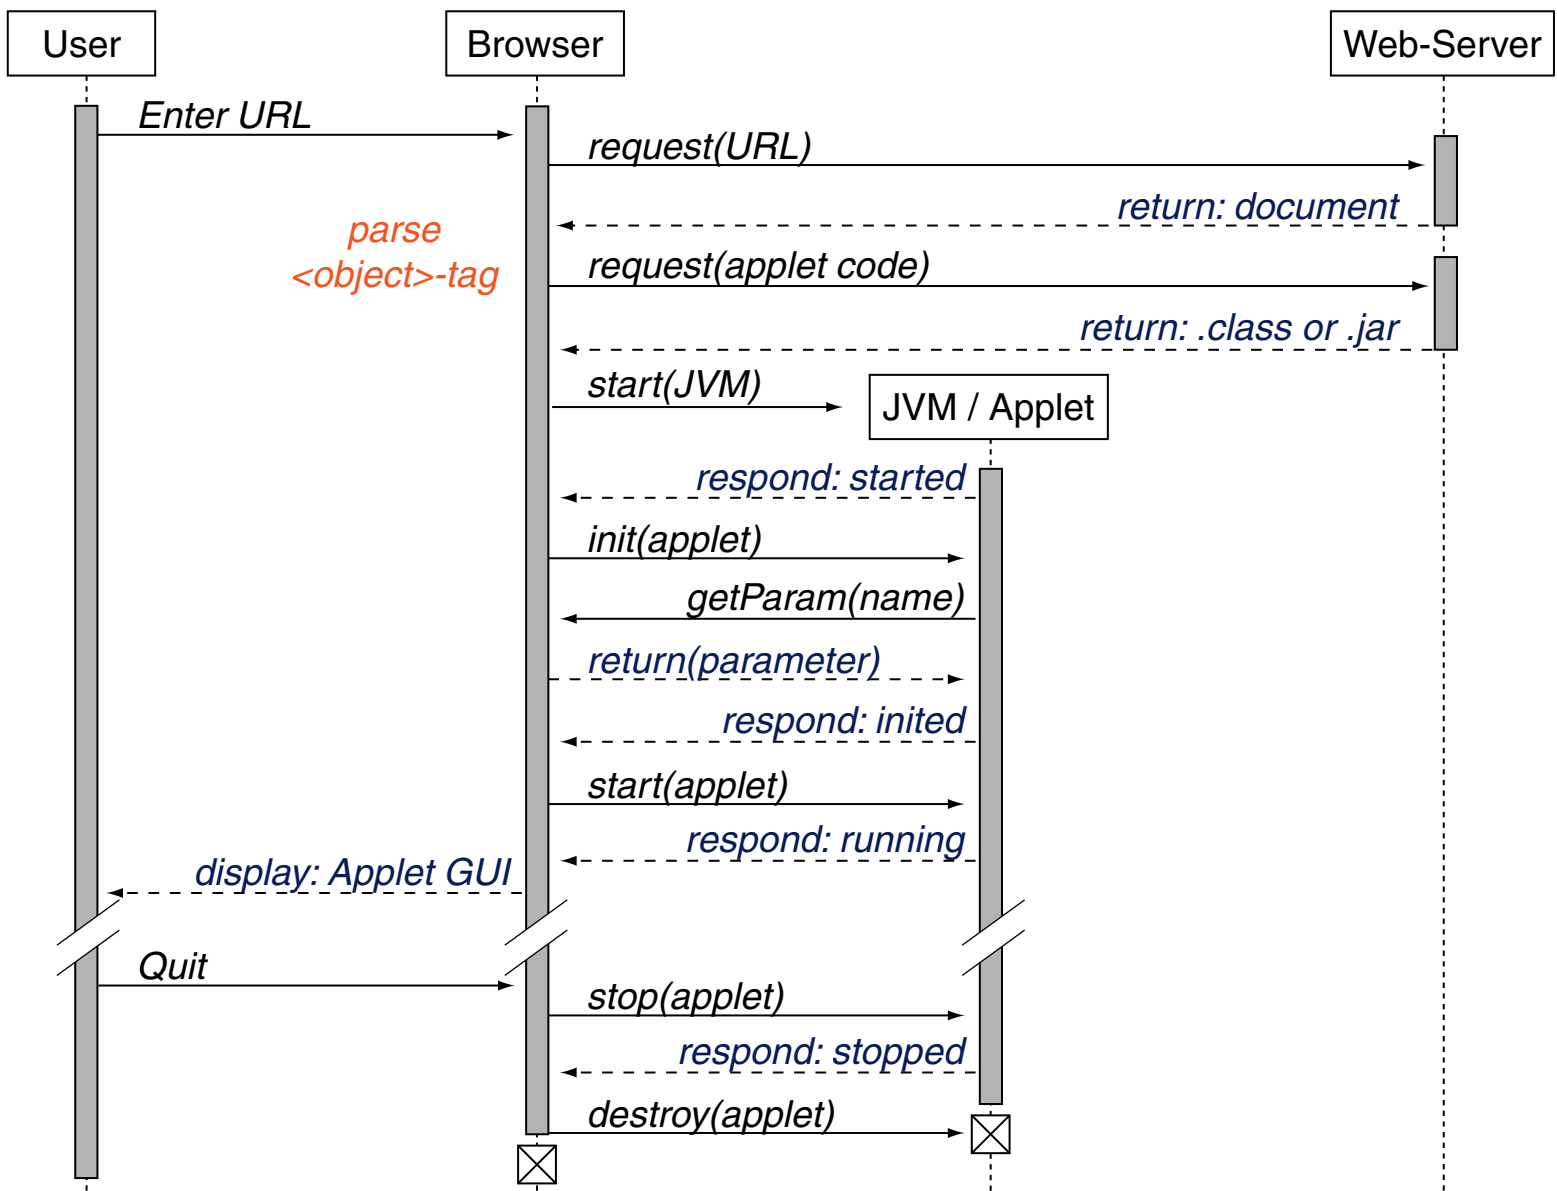 User
Browser
Web-Server
Enter URL
request(URL)
return: document
parse
<object>-tag
request(applet code)
return: .class or .jar
start(JVM)
JVM / Applet
respond: started
init(applet)
getParam(name)
return(parameter)
respond: inited
start(applet)
respond: running
display: Applet GUI
Quit
stop(applet)
respond: stopped
destroy(applet)